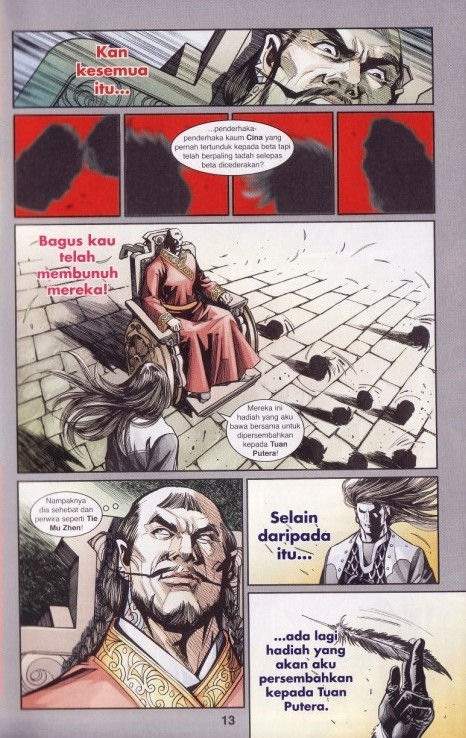 Kan
kesemua
itu...
...penderhaka-
penderhaka kaum Cina yang
pernah tertunduk kepada beta tapi
telah berpaling tadah selepas
beta dicederakan?
Bagus kau
telah
membunuh
mereka!
Mereka ini
hadiah yang aku
bawa bersama untuk
dipersembahkan
kepada Tuan
Putera!
Nampaknya
dia sehebat dan
perwira seperti Tie
Mu Zhen!
Selain
daripada
itu...
...ada lagi
hadiah yang
akan aku
persembahkan
kepada Tuan
Putera.
13